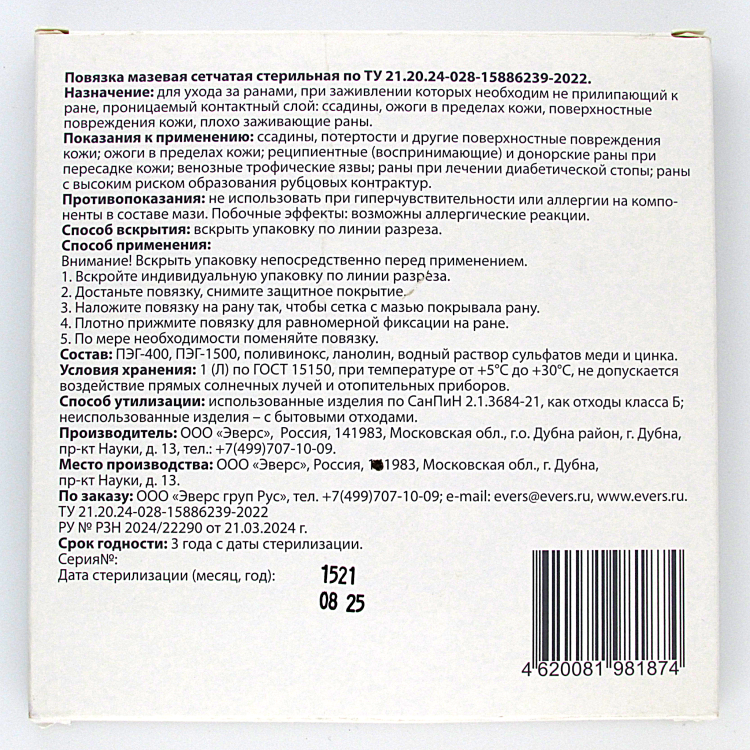 Повязка мазевая сетчатая стерильная по ТУ 21.20.24-028-15886239-2022.
Назначение: для ухода за ранами, при заживлении которых необходим не прилипающий к
ране, проницаемый контактный слой: ссадины, ожоги в пределах кожи, поверхностные
повреждения кожи, плохо заживающие раны.
Показания к применению: ссадины, потертости и другие поверхностные повреждения
кожи; ожоги в пределах кожи; реципиентные (воспринимающие) и донорские раны при
пересадке кожи; венозные трофические язвы; раны при лечении диабетической стопы; раны
с высоким риском образования рубцовых контрактур.
Противопоказания: не использовать при гиперчувствительности или аллергии на компо-
ненты в составе мази. Побочные эффекты: возможны аллергические реакции.
Способ вскрытия: вскрыть упаковку по линии разреза.
Способ применения:
Внимание! Вскрыть упаковку непосредственно перед применением.
1. Вскройте индивидуальную упаковку по линии разреза.
2. Достаньте повязку, снимите защитное покрытие.
3. Наложите повязку на рану так, чтобы сетка с мазью покрывала рану.
4. Плотно прижмите повязку для равномерной фиксации на ране.
5. По мере необходимости поменяйте повязку.
Состав: ПЭГ-400, ПЭГ-1500, поливинокс, ланолин, водный раствор сульфатов меди и цинка.
Условия хранения: 1 (Л) по ГОСТ 15150, при температуре от +5°С до +30°С, не допускается
воздействие прямых солнечных лучей и отопительных приборов.
Способ утилизации: использованные изделия по СанПиН 2.1.3684-21, как отходы класса Б;
неиспользованные изделия – с бытовыми отходами.
Производитель: ООО «Эверс», Россия, 141983, Московская обл., г.о. Дубна район, г. Дубна,
пр-кт Науки, д. 13, тел.: +7(499)707-10-09.
Место производства: ООО «Эверс», Россия, 1 1983, Московская обл., г. Дубна,
пр-кт Науки, д. 13.
По заказу: ООО «Эверс груп Рус», тел. +7(499)707-10-09; e-mail: evers@evers.ru, www.evers.ru.
ТУ 21.20.24-028-15886239-2022
РУ № РЗН 2024/22290 от 21.03.2024 г.
Срок годности: 3 года с даты стерилизации.
Серия№:
1521
Дата стерилизации (месяц, год):
08 25
4 620081 981874